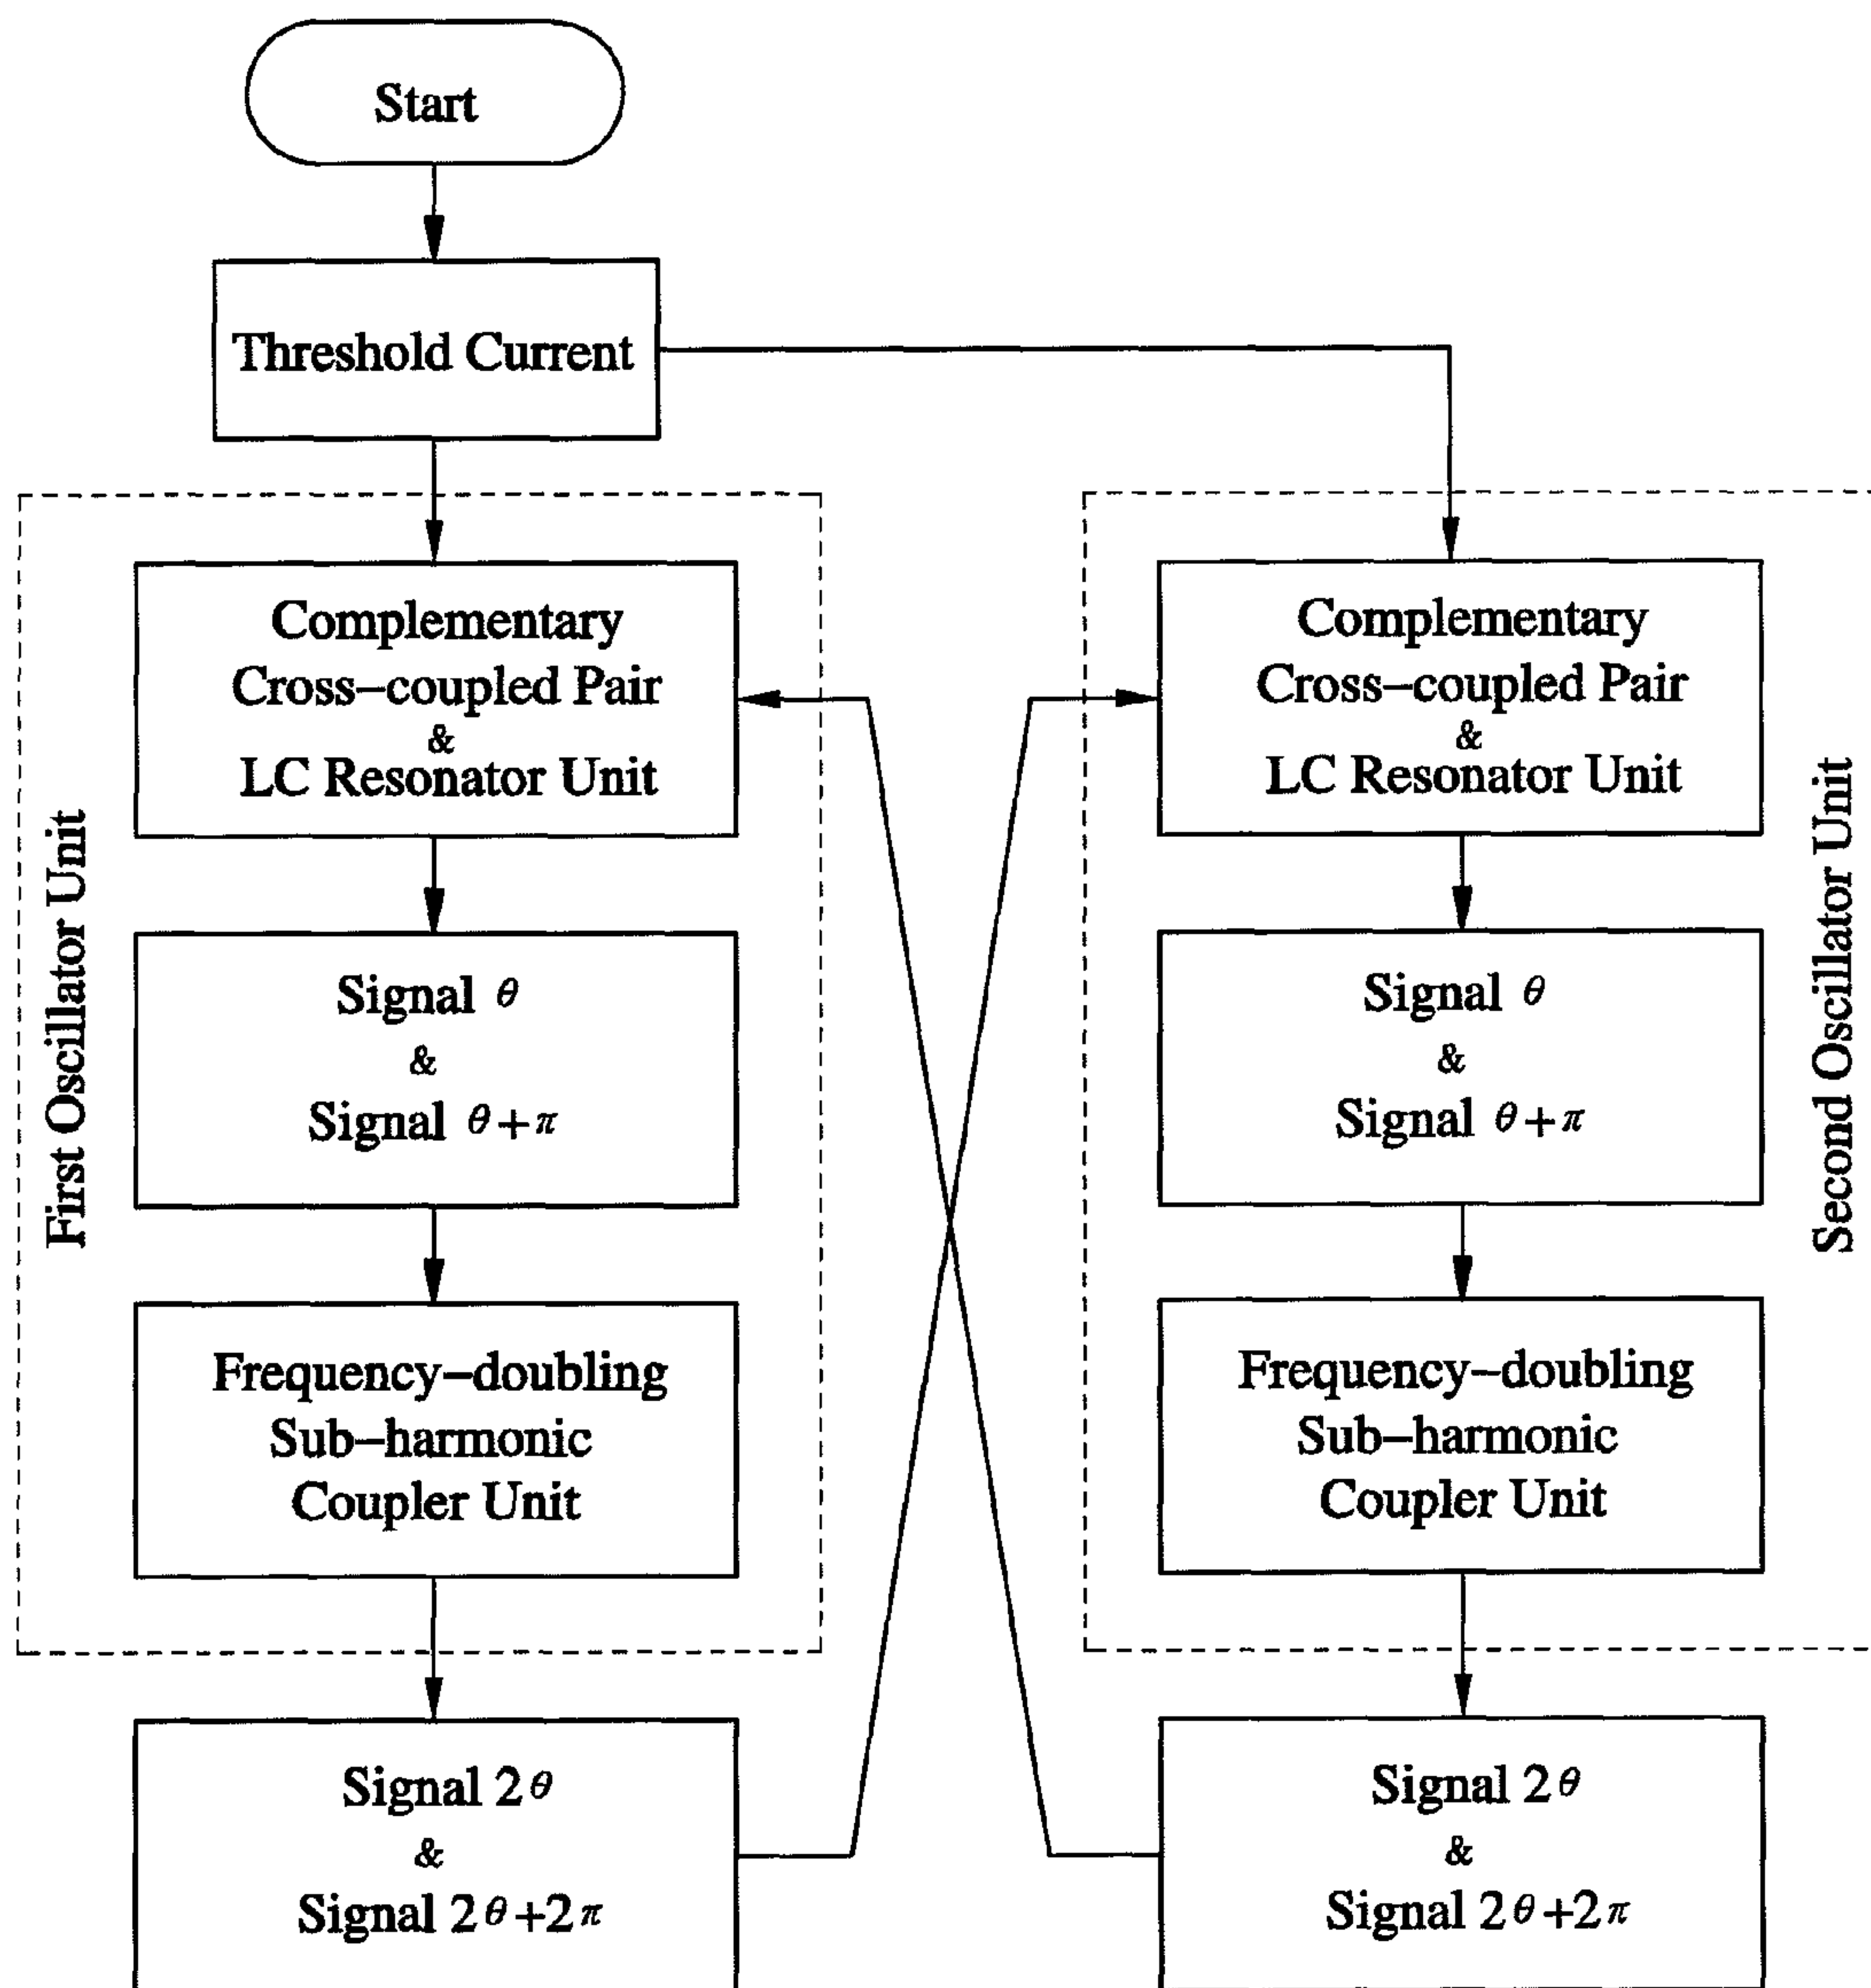 Start
Threshold Current
First Oscillator Unit
Complementary
Cross-coupled Pair
&
LC Resonator Unit
Signal θ
&
Signal θ+π
Frequency-doubling
Sub-harmonic
Coupler Unit
Signal 2θ
&
Signal 2θ+2π
Second Oscillator Unit
Complementary
Cross-coupled Pair
&
LC Resonator Unit
Signal θ
&
Signal θ+π
Frequency-doubling
Sub-harmonic
Coupler Unit
Signal 2θ
&
Signal 2θ+2π